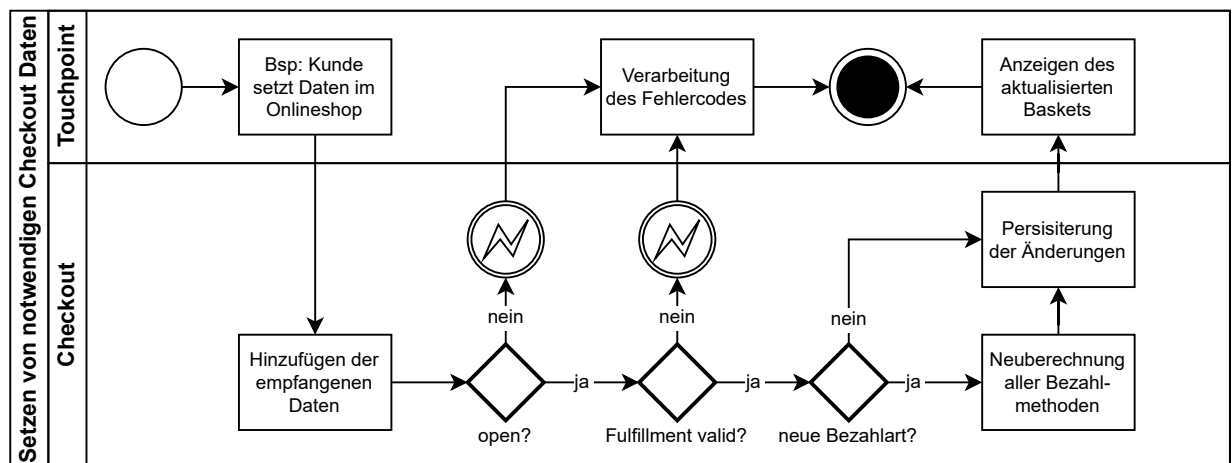 Setzen von notwendigen Checkout Daten
Touchpoint
Bsp: Kunde
setzt Daten im
Onlineshop
Verarbeitung
des Fehlercodes
Anzeigen des
aktualisierten
Baskets
Checkout
Persisiterung
der Änderungen
nein
nein
nein
Hinzufügen der
empfangenen
Daten
ja
ja
ja
Neuberechnung
aller Bezahl-
methoden
open?
Fulfillment valid?
neue Bezahlart?